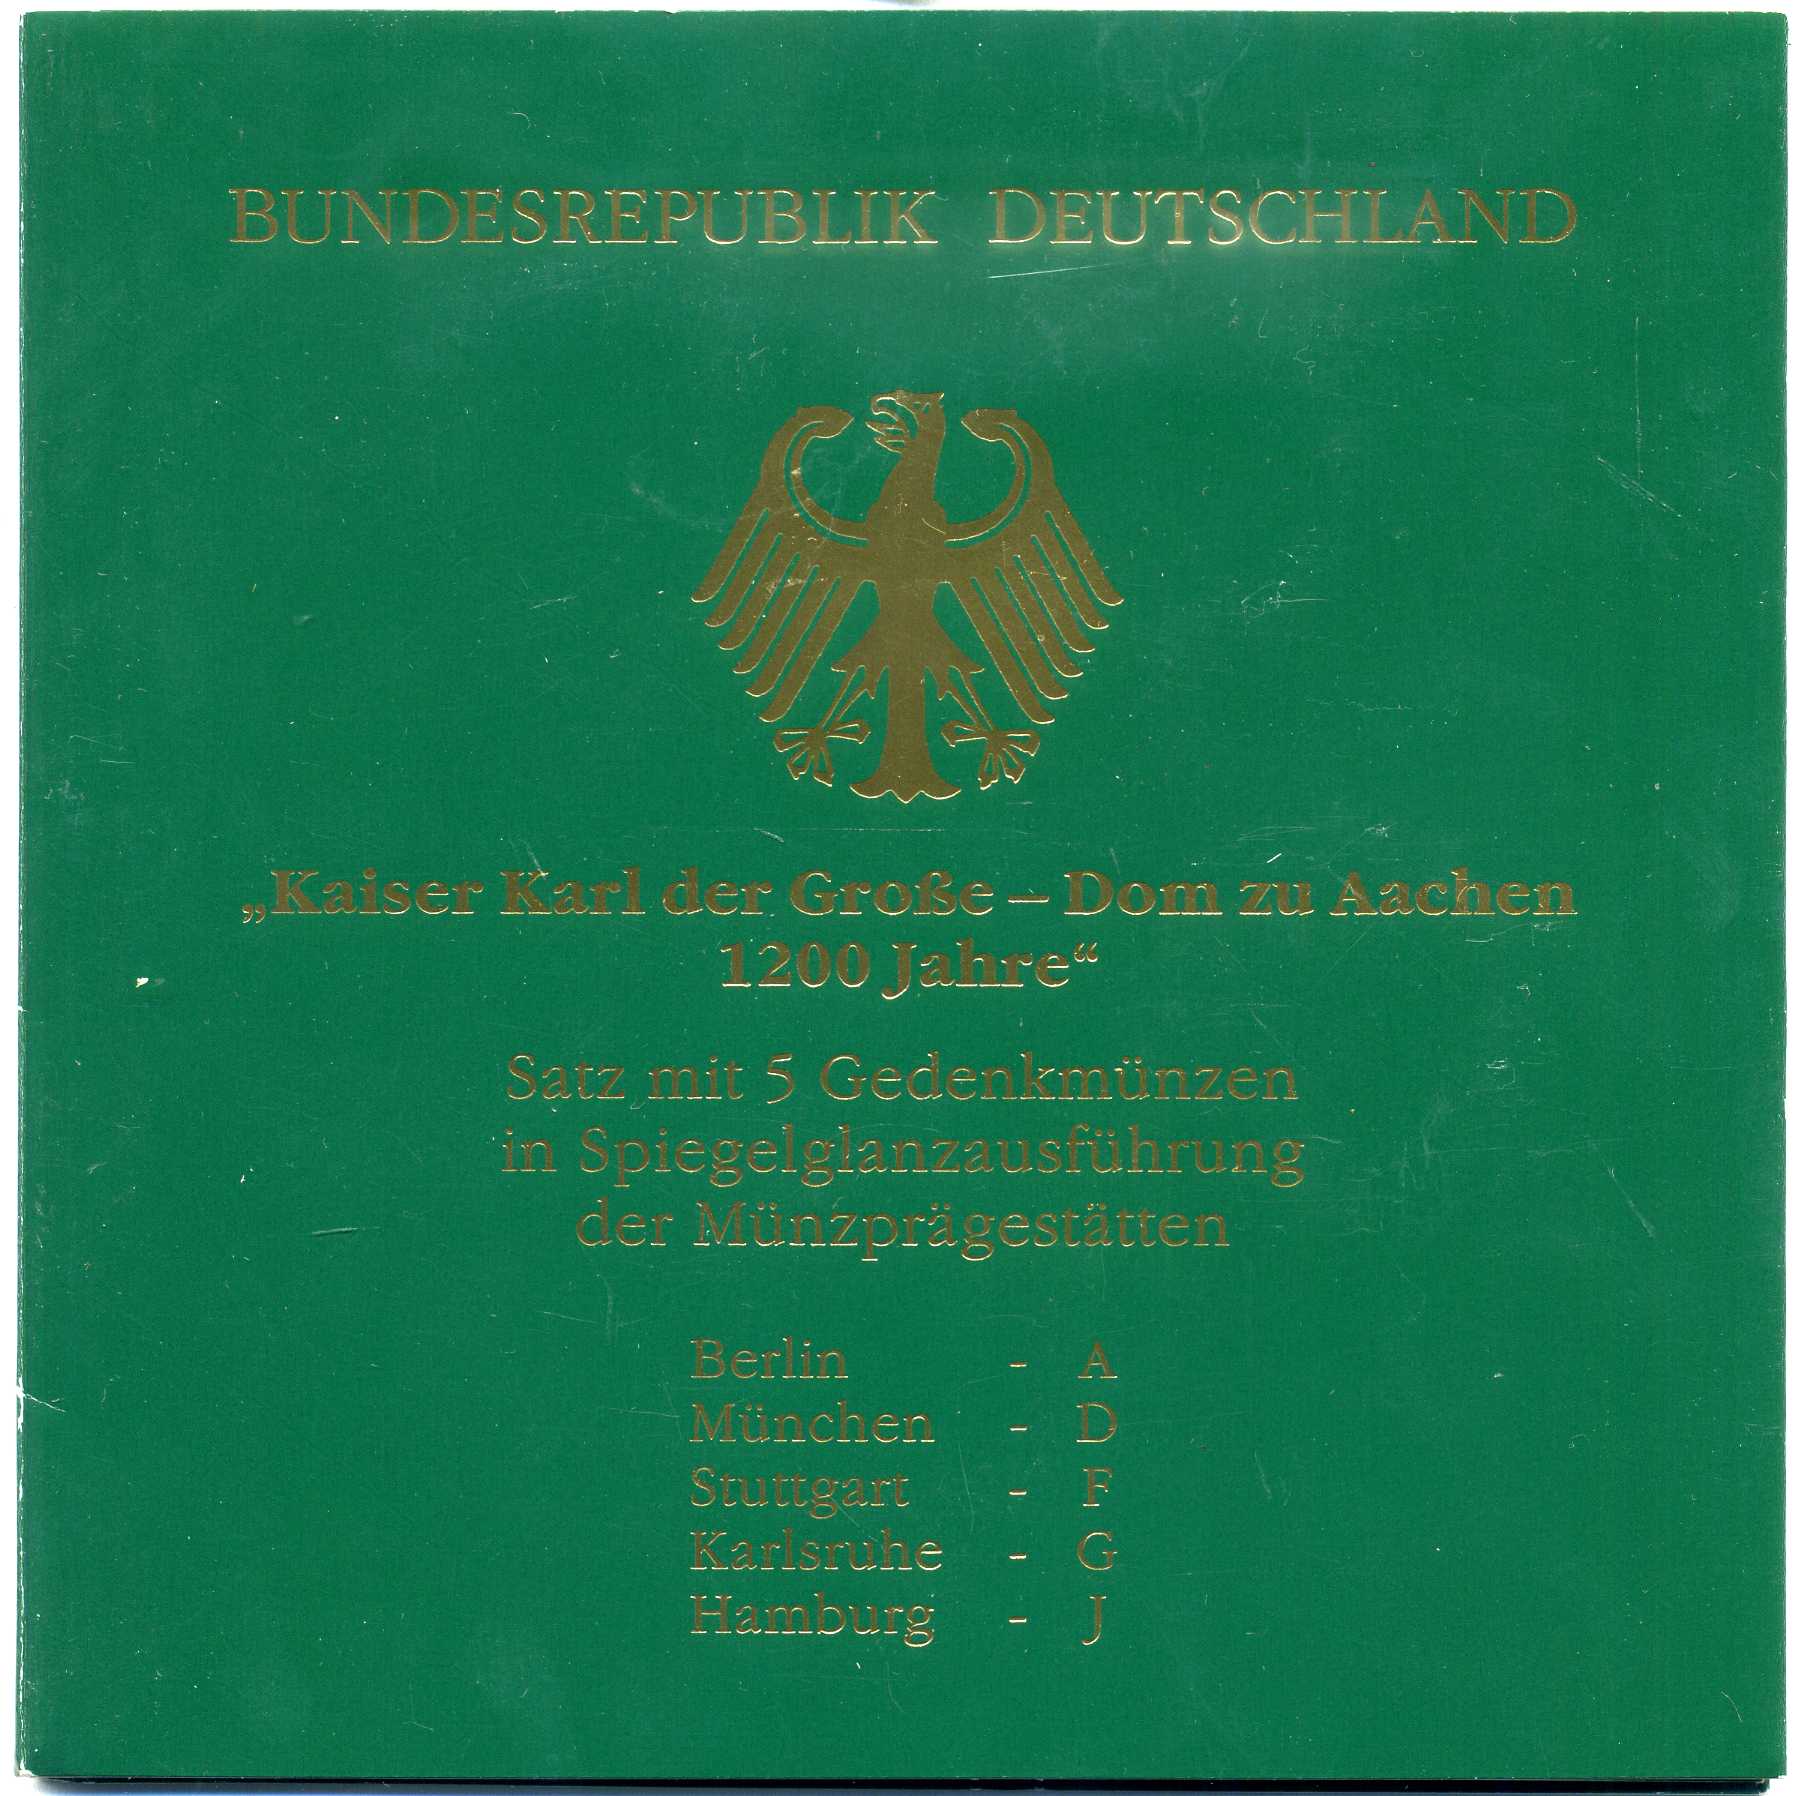 BUNDESREPUBLIK DEUTSCHLAND
„Kaiser Karl der Große – Dom zu Aachen
1200 Jahre“
Satz mit 5 Gedenkmünzen
in Spiegelglanzausführung
der Münzprägestätten
Berlin - A
München - D
Stuttgart - F
Karlsruhe - G
Hamburg - J